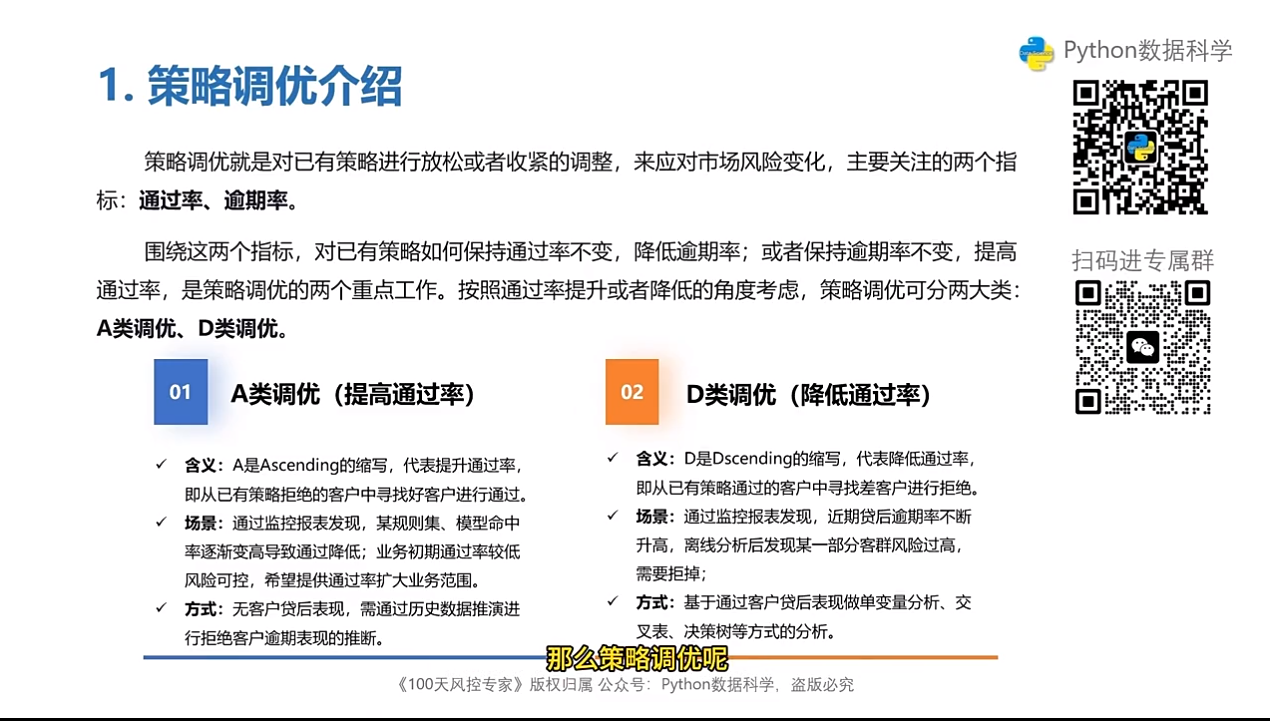 Python数据科学
1. 策略调优介绍
策略调优就是对已有策略进行放松或者收紧的调整，来应对市场风险变化，主要关注的两个指
标：通过率、逾期率。
围绕这两个指标，对已有策略如何保持通过率不变，降低逾期率；或者保持逾期率不变，提高
通过率，是策略调优的两个重点工作。按照通过率提升或者降低的角度考虑，策略调优可分两大类：
A类调优、D类调优。
扫码进专属群
01
A类调优（提高通过率）
含义：A是Ascending的缩写，代表提升通过率，
即从已有策略拒绝的客户中寻找好客户进行通过。
场景：通过监控报表发现，某规则集、模型命中
率逐渐变高导致通过降低；业务初期通过率较低
风险可控，希望提供通过率扩大业务范围。
方式：无客户贷后表现，需通过历史数据推演进
行拒绝客户逾期表现的推断。
02
D类调优（降低通过率）
含义：D是Dscending的缩写，代表降低通过率，
即从已有策略通过的客户中寻找差客户进行拒绝。
场景：通过监控报表发现，近期贷后逾期率不断
升高，离线分析后发现某一部分客群风险过高，
需要拒掉；
方式：基于通过客户贷后表现做单变量分析、交
叉表、决策树等方式的分析。
那么策略调优呢
《100天风控专家》版权归属 公众号：Python数据科学，盗版必究